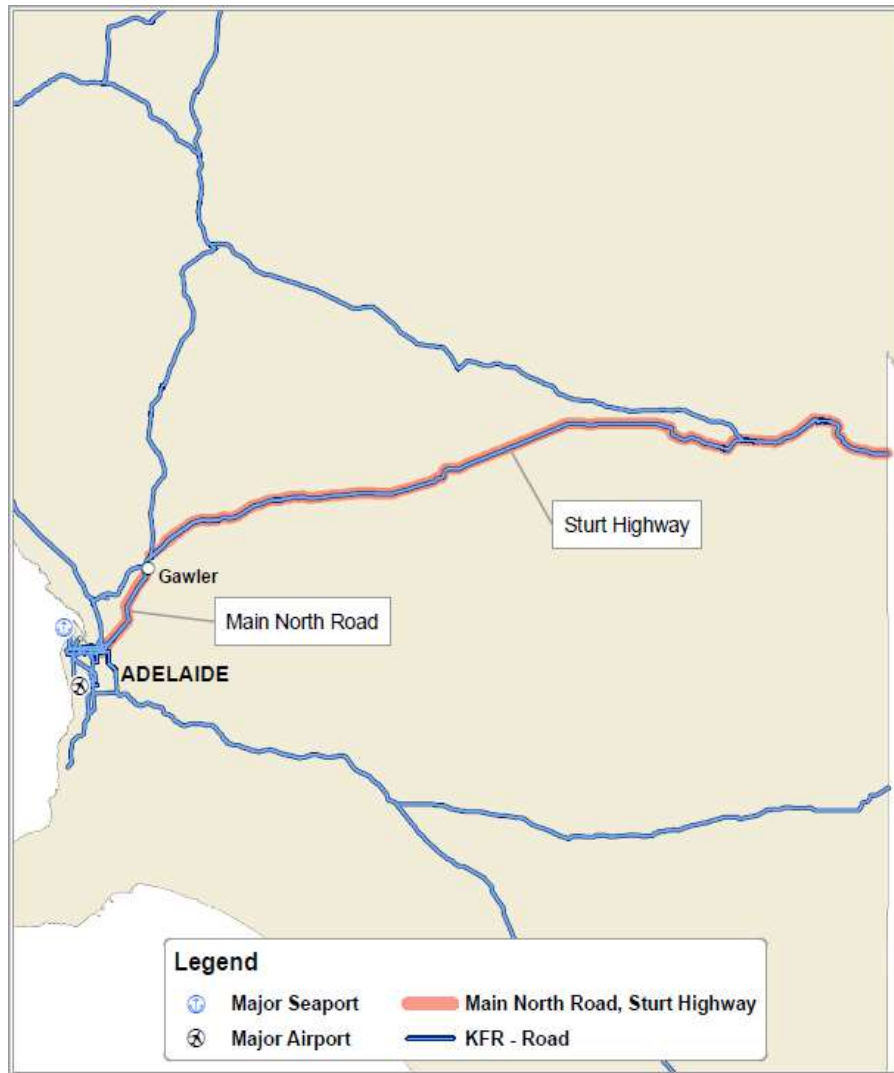 Sturt Highway
Gawler
Main North Road
ADELAIDE
Legend
Major Seaport
Main North Road, Sturt Highway
Major Airport
KFR - Road